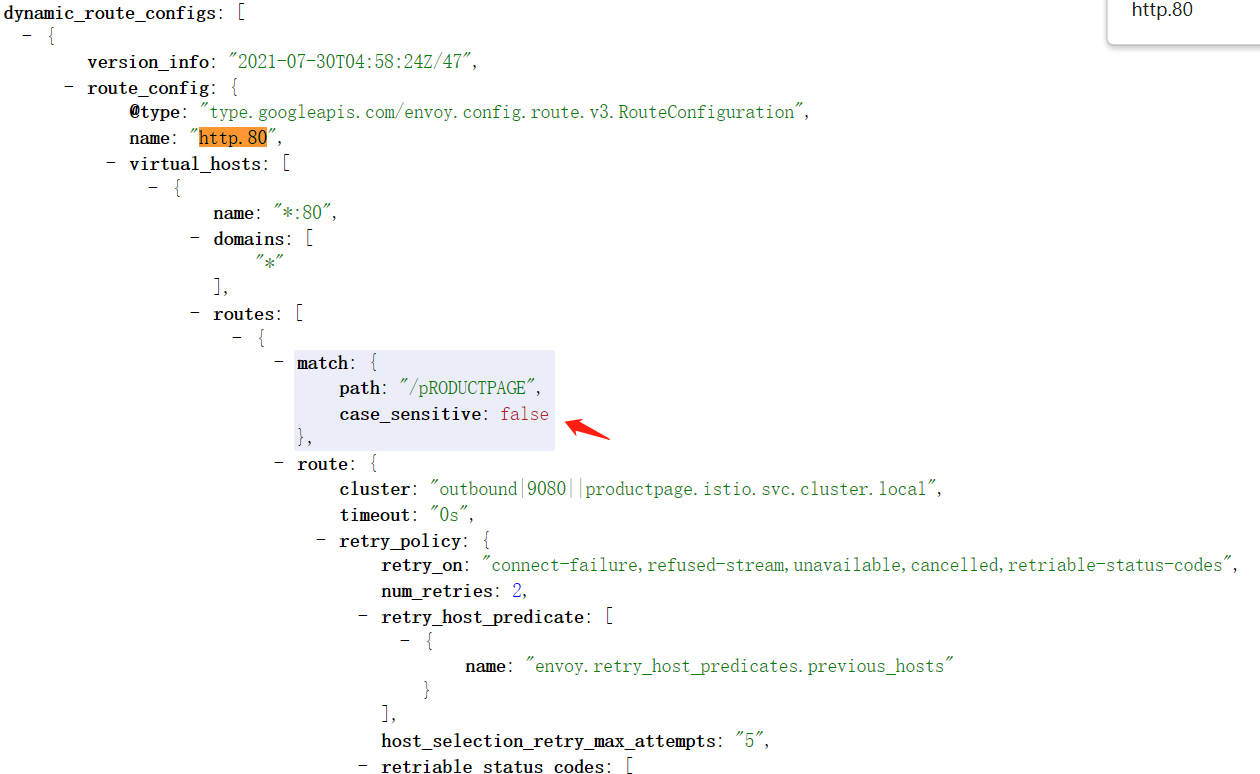 http.80
dynamic_route_configs: [
- {
version_info: "2021-07-30T04:58:24Z/47",
- route_config: {
@type: "type.googleapis.com/envoy.config.route.v3.RouteConfiguration",
name: "http.80",
- virtual_hosts: [
- {
name: "*:80",
- domains: [
"*"
],
- routes: [
- {
- match: {
path: "/pRODUCTPAGE",
case_sensitive: false
},
- route: {
cluster: "outbound|9080||productpage.istio.svc.cluster.local",
timeout: "0s",
- retry_policy: {
retry_on: "connect-failure,refused-stream,unavailable,cancelled,retriable-status-codes",
num_retries: 2,
- retry_host_predicate: [
- {
name: "envoy.retry_host_predicates.previous_hosts"
}
],
host_selection_retry_max_attempts: "5",
- retriable_status_codes: [